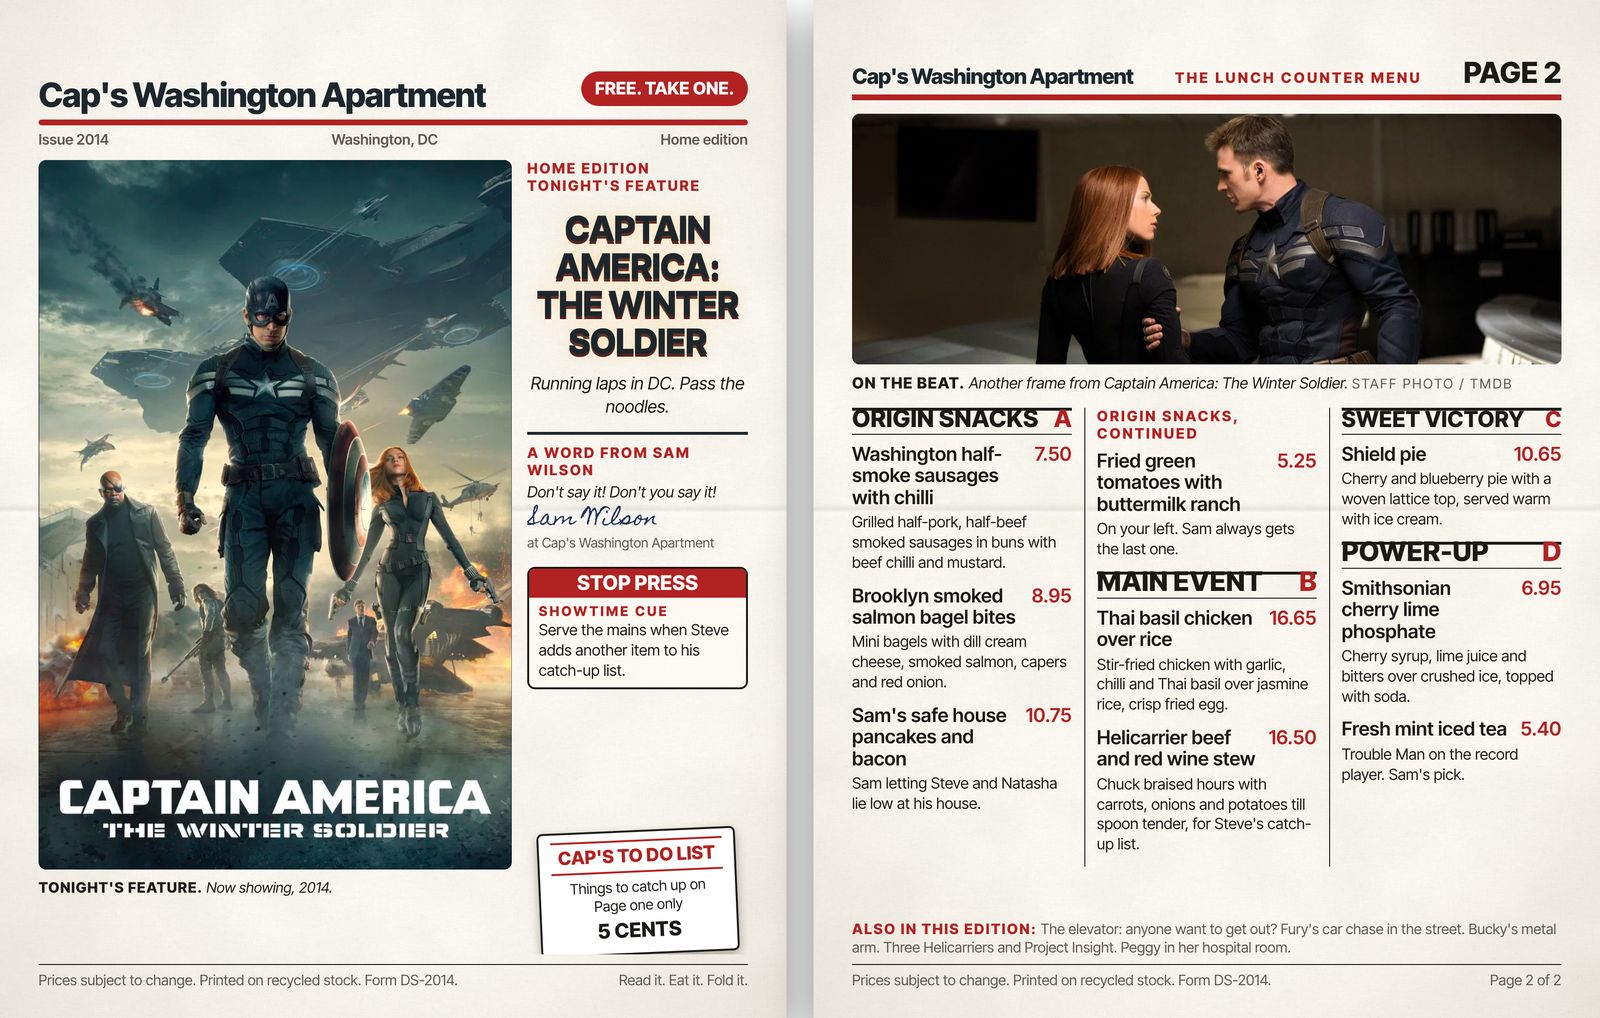 Cap's Washington Apartment
FREE. TAKE ONE.
Issue 2014
Washington, DC
Home edition
CAPTAIN AMERICA
THE WINTER SOLDIER
TONIGHT'S FEATURE. Now showing, 2014.
HOME EDITION
TONIGHT'S FEATURE
CAPTAIN
AMERICA:
THE WINTER
SOLDIER
Running laps in DC. Pass the
noodles.
A WORD FROM SAM
WILSON
Don't say it! Don't you say it!
Sam Wilson
at Cap's Washington Apartment
STOP PRESS
SHOWTIME CUE
Serve the mains when Steve
adds another item to his
catch-up list.
CAP'S TO DO LIST
Things to catch up on
Page one only
5 CENTS
Prices subject to change. Printed on recycled stock. Form DS-2014.
Read it. Eat it. Fold it.
Cap's Washington Apartment
THE LUNCH COUNTER MENU
PAGE 2
ON THE BEAT. Another frame from Captain America: The Winter Soldier. STAFF PHOTO / TMDB
ORIGIN SNACKS A
Washington half- 7.50
smoke sausages
with chilli
Grilled half-pork, half-beef
smoked sausages in buns with
beef chilli and mustard.
Brooklyn smoked 8.95
salmon bagel bites
Mini bagels with dill cream
cheese, smoked salmon, capers
and red onion.
Sam's safe house 10.75
pancakes and
bacon
Sam letting Steve and Natasha
lie low at his house.
ORIGIN SNACKS,
CONTINUED
Fried green 5.25
tomatoes with
buttermilk ranch
On your left. Sam always gets
the last one.
MAIN EVENT B
Thai basil chicken 16.65
over rice
Stir-fried chicken with garlic,
chilli and Thai basil over jasmine
rice, crisp fried egg.
Helicarrier beef 16.50
and red wine stew
Chuck braised hours with
carrots, onions and potatoes till
spoon tender, for Steve's catch-
up list.
SWEET VICTORY C
Shield pie 10.65
Cherry and blueberry pie with a
woven lattice top, served warm
with ice cream.
POWER-UP D
Smithsonian 6.95
cherry lime
phosphate
Cherry syrup, lime juice and
bitters over crushed ice, topped
with soda.
Fresh mint iced tea 5.40
Trouble Man on the record
player. Sam's pick.
ALSO IN THIS EDITION: The elevator: anyone want to get out? Fury's car chase in the street. Bucky's metal
arm. Three Helicarriers and Project Insight. Peggy in her hospital room.
Prices subject to change. Printed on recycled stock. Form DS-2014.
Page 2 of 2